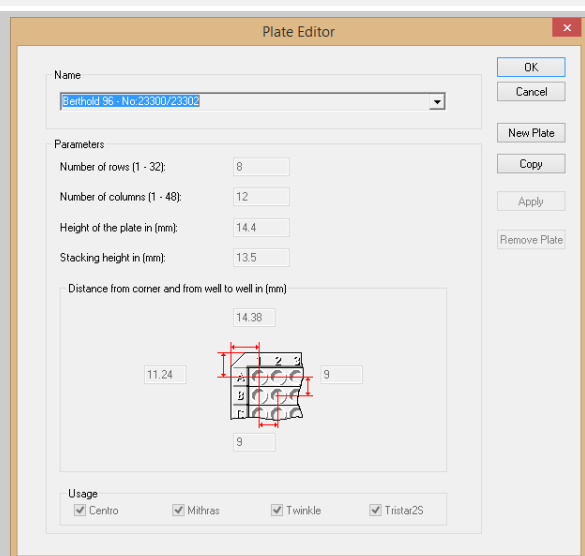 Plate Editor
x
Name
Berthold 96 - No:23300/23302
OK
Cancel
New Plate
Copy
Apply
Remove Plate
Parameters
Number of rows (1 - 32):
8
Number of columns (1 - 48):
12
Height of the plate in (mm):
14.4
Stacking height in (mm):
13.5
Distance from corner and from well to well in (mm)
14.38
11.24
1 2 3
A
B
C
9
9
Usage
Centro
Mithras
Twinkle
Tristar2S